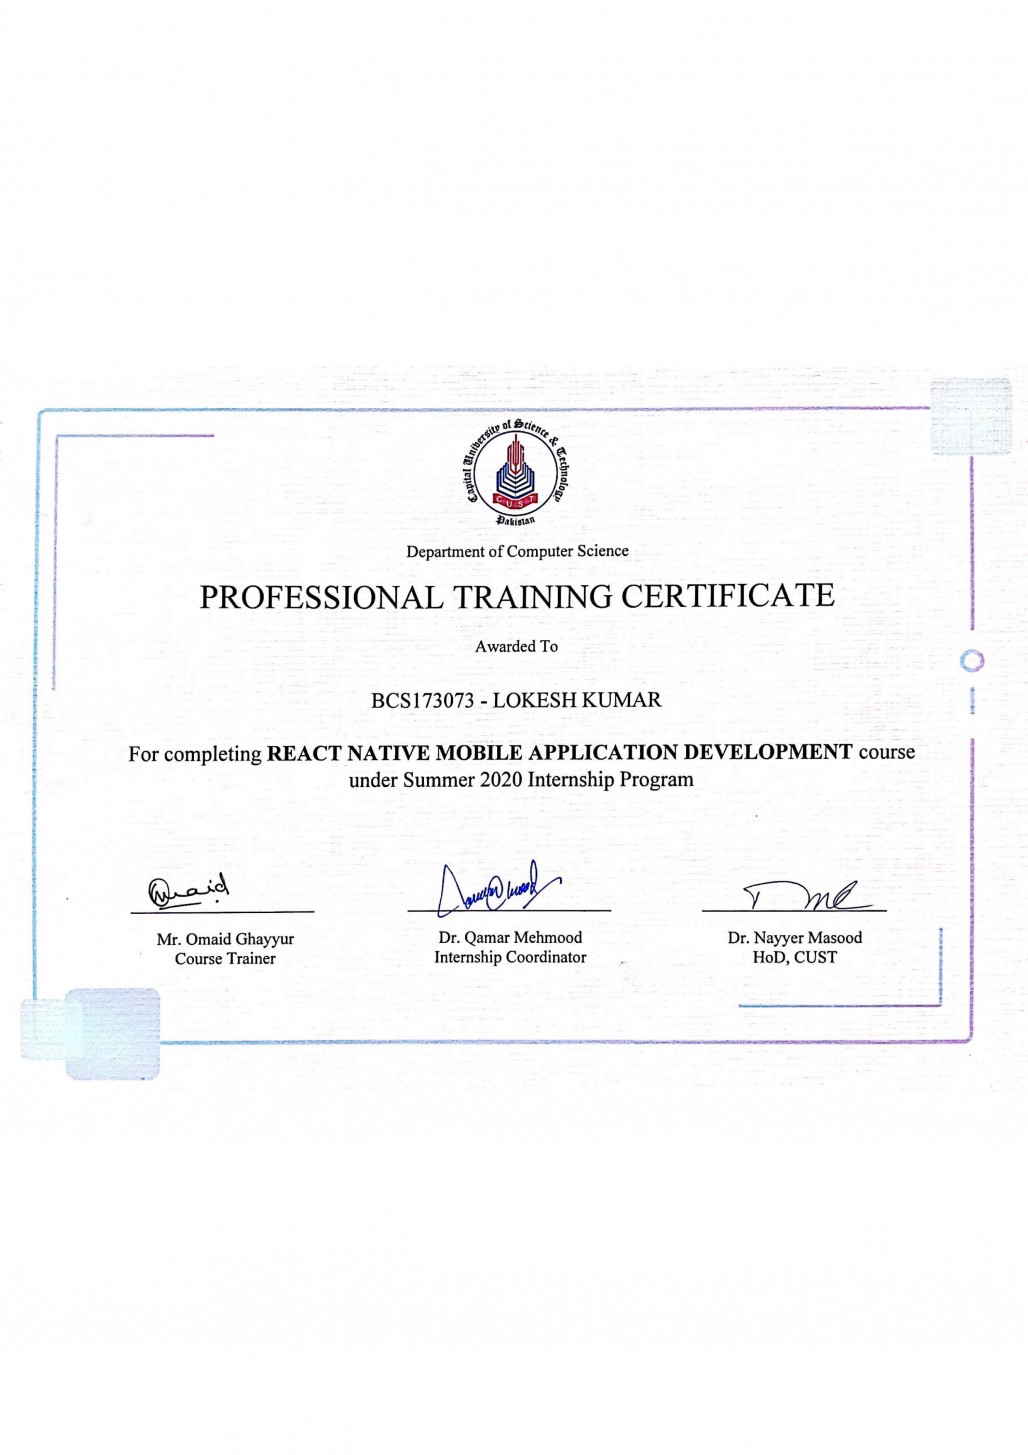 Capital University of Science & Technology
CUST
Pakistan
Department of Computer Science
PROFESSIONAL TRAINING CERTIFICATE
Awarded To
BCS173073 - LOKESH KUMAR
For completing REACT NATIVE MOBILE APPLICATION DEVELOPMENT course
under Summer 2020 Internship Program
Omaid
Mr. Omaid Ghayyur
Course Trainer
Dr. Qamar Mehmood
Internship Coordinator
Dr. Nayyer Masood
HoD, CUST